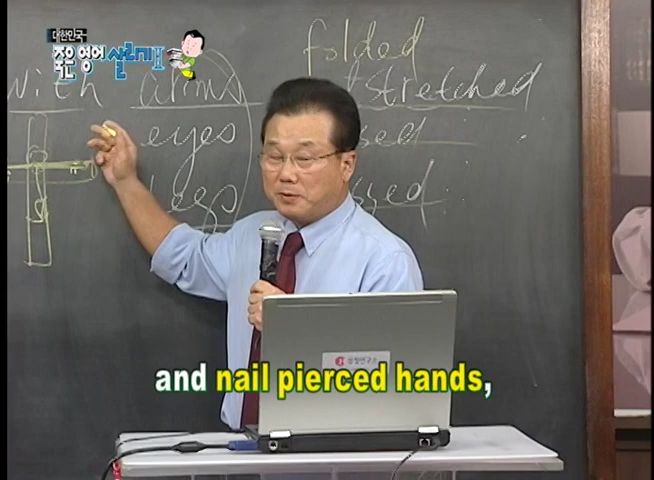 대한민국
죽은 영어 살리기 II
folded
with arms stretched
eyes
legs
and nail pierced hands,